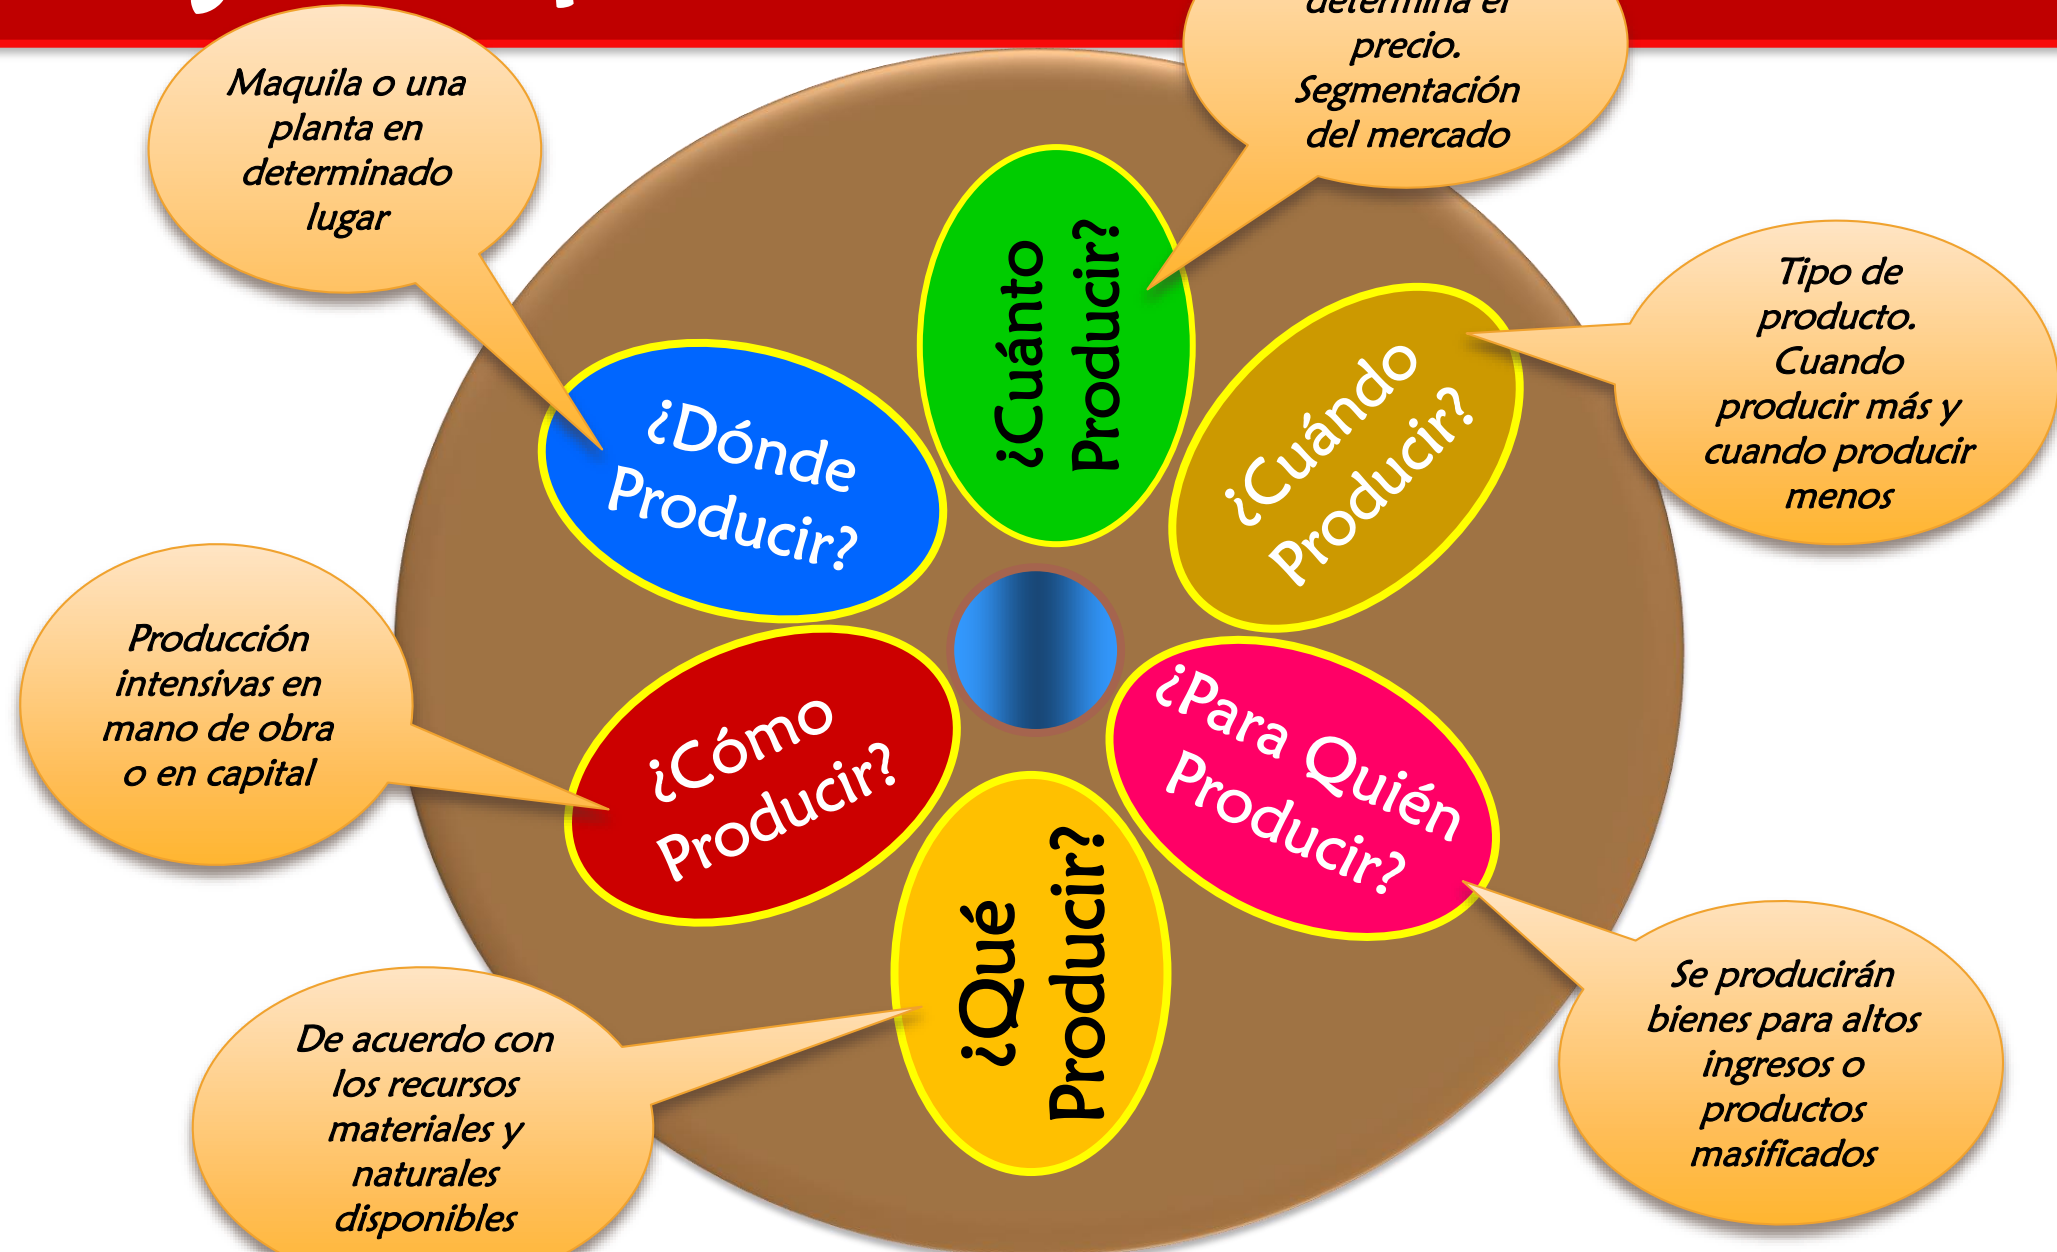 determina el
precio.
Segmentación
del mercado
Maquila o una
planta en
determinado
lugar
¿Cuánto
Producir?
Tipo de
producto.
Cuando
producir más y
cuando producir
menos
¿Cuándo
Producir?
¿Dónde
Producir?
Producción
intensivas en
mano de obra
o en capital
¿Cómo
Producir?
¿Para Quién
Producir?
¿Qué
Producir?
Se producirán
bienes para altos
ingresos o
productos
masificados
De acuerdo con
los recursos
materiales y
naturales
disponibles